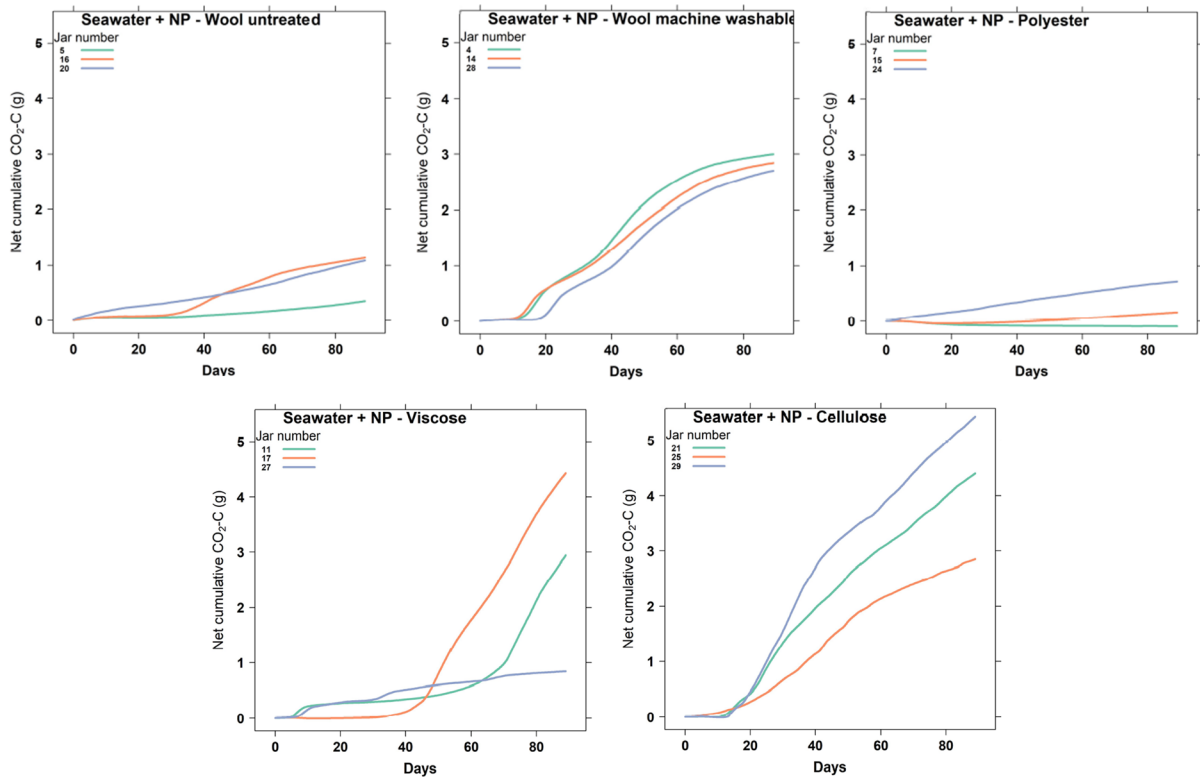 Seawater + NP - Wool untreated
Jar number
5
16
20
Net cumulative CO₂-C (g)
5
4
3
2
1
0
0 20 40 60 80
Days
Seawater + NP - Wool machine washable
Jar number
4
14
28
Net cumulative CO₂-C (g)
5
4
3
2
1
0
0 20 40 60 80
Days
Seawater + NP - Polyester
Jar number
7
15
24
Net cumulative CO₂-C (g)
5
4
3
2
1
0
0 20 40 60 80
Days
Seawater + NP - Viscose
Jar number
11
17
27
Net cumulative CO₂-C (g)
5
4
3
2
1
0
0 20 40 60 80
Days
Seawater + NP - Cellulose
Jar number
21
25
29
Net cumulative CO₂-C (g)
5
4
3
2
1
0
0 20 40 60 80
Days